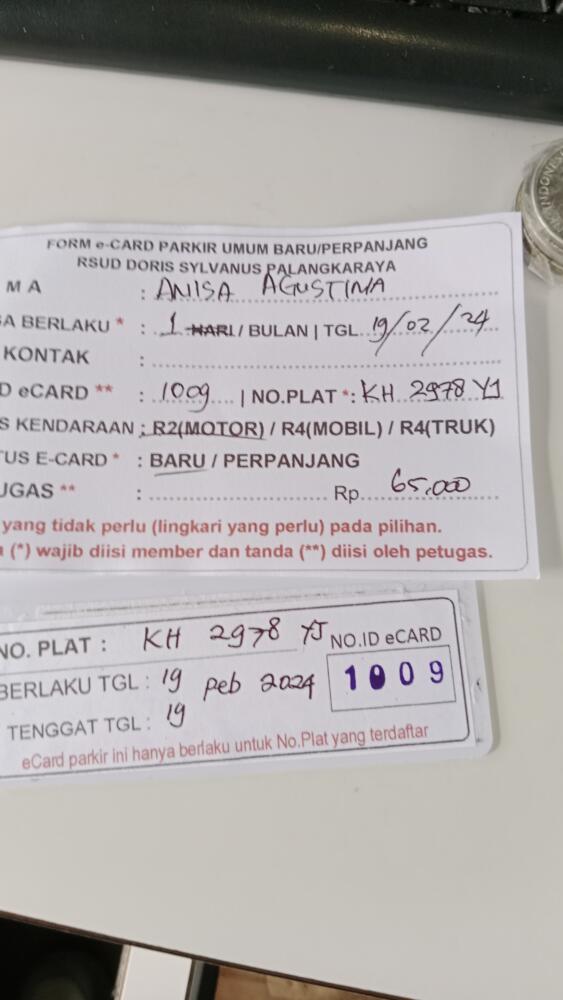 FORM e-CARD PARKIR UMUM BARU/PERPANJANG
RSUD DORIS SYLVANUS PALANGKARAYA
MA : ANISA AGUSTINA
A BERLAKU * : 1 HARI / BULAN | TGL 19/02/24
KONTAK :
D eCARD ** : 1009 | NO.PLAT *: KH 2978 YJ
S KENDARAAN : R2(MOTOR) / R4(MOBIL) / R4(TRUK)
TUS E-CARD * : BARU / PERPANJANG
UGAS ** : Rp. 65.000
yang tidak perlu (lingkari yang perlu) pada pilihan.
(*) wajib diisi member dan tanda (**) diisi oleh petugas.
NO. PLAT : KH 2978 YJ
NO.ID eCARD
1009
BERLAKU TGL : 19 peb 2024
TENGGAT TGL : 19
eCard parkir ini hanya berlaku untuk No.Plat yang terdaftar